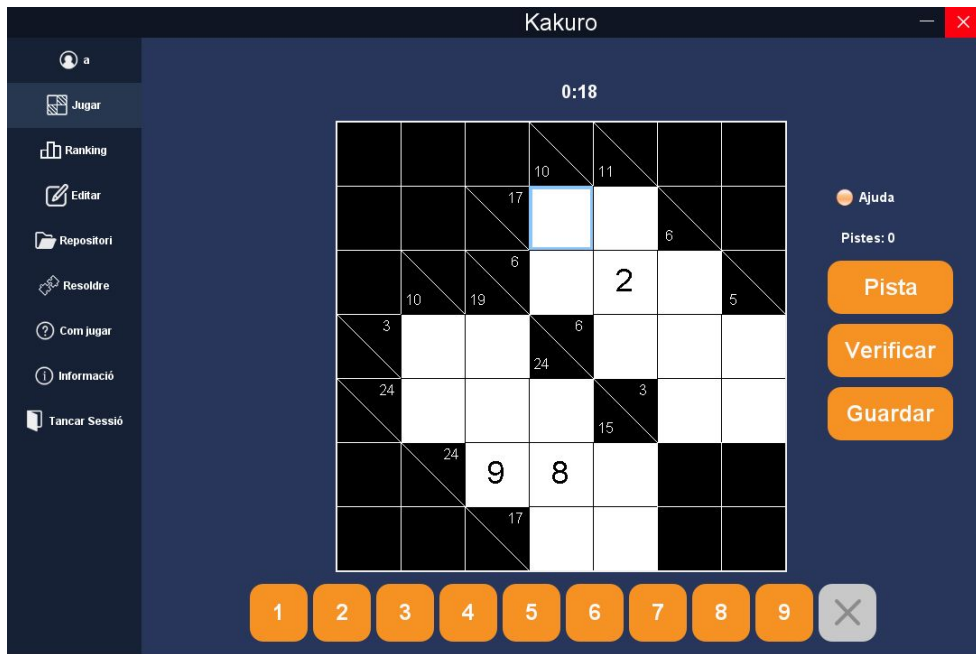 Kakuro
a
Jugar
Ranking
Editar
Repositori
Resoldre
Com jugar
Informació
Tancar Sessió
0:18
10 11
17 6
10 19 6 2 5
3 24 6
24 15 3
24 9 8
17
Ajuda
Pistes: 0
Pista
Verificar
Guardar
1 2 3 4 5 6 7 8 9